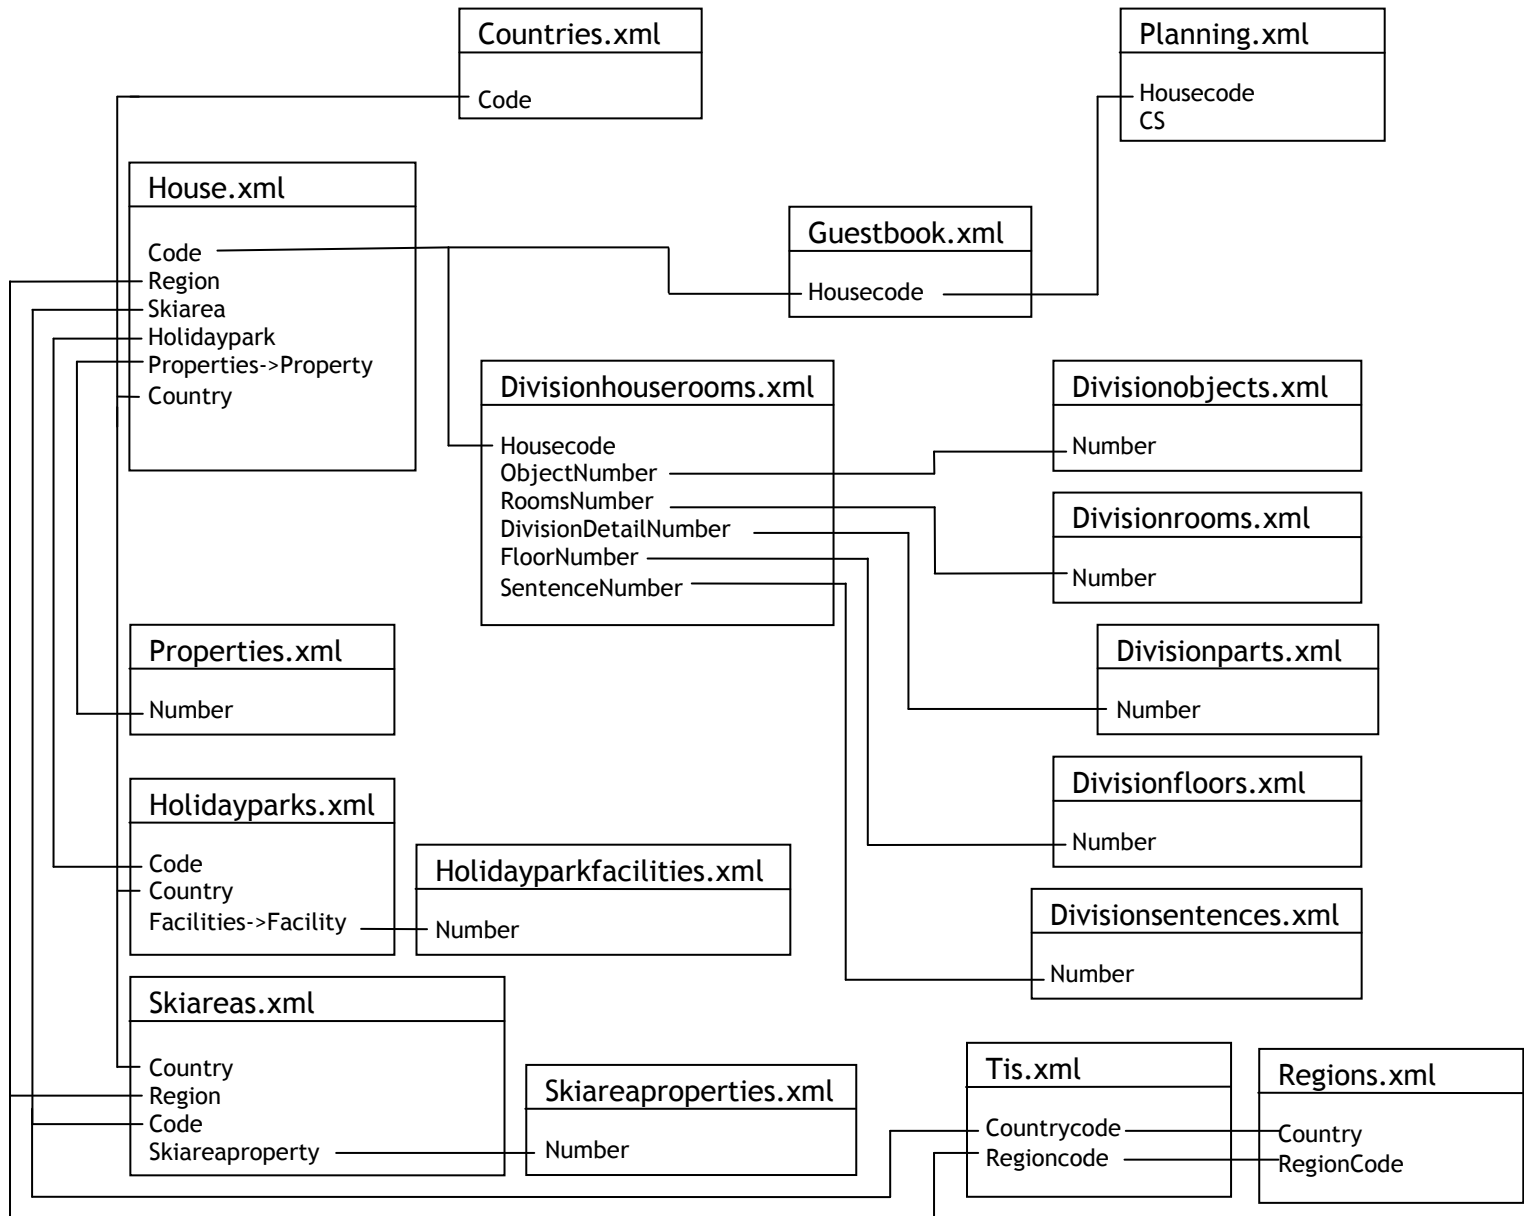 Countries.xml
Code
Planning.xml
Housecode
CS
House.xml
Code
Region
Skiarea
Holidaypark
Properties->Property
Country
Guestbook.xml
Housecode
Divisionhouserooms.xml
Housecode
ObjectNumber
RoomsNumber
DivisionDetailNumber
FloorNumber
SentenceNumber
Divisionobjects.xml
Number
Divisionrooms.xml
Number
Properties.xml
Number
Divisionparts.xml
Number
Divisionfloors.xml
Number
Holidayparks.xml
Code
Country
Facilities->Facility
Holidayparkfacilities.xml
Number
Divisionsentences.xml
Number
Skiareas.xml
Country
Region
Code
Skiareaproperty
Skiareaproperties.xml
Number
Tis.xml
Countrycode
Regioncode
Regions.xml
Country
RegionCode